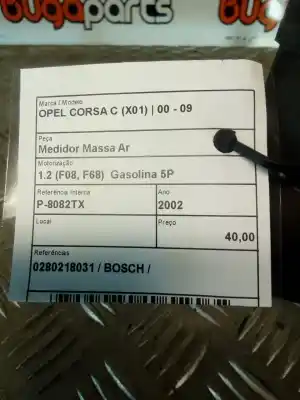 bugaparts
bugaparts
Marca / Modelo
OPEL CORSA C (X01) | 00 - 09
Peça
Medidor Massa Ar
Motorização
1.2 (F08, F68) Gasolina 5P
Referência Interna
Ano
P-8082TX
2002
Local
Preço
40,00
Referências
0280218031 / BOSCH /